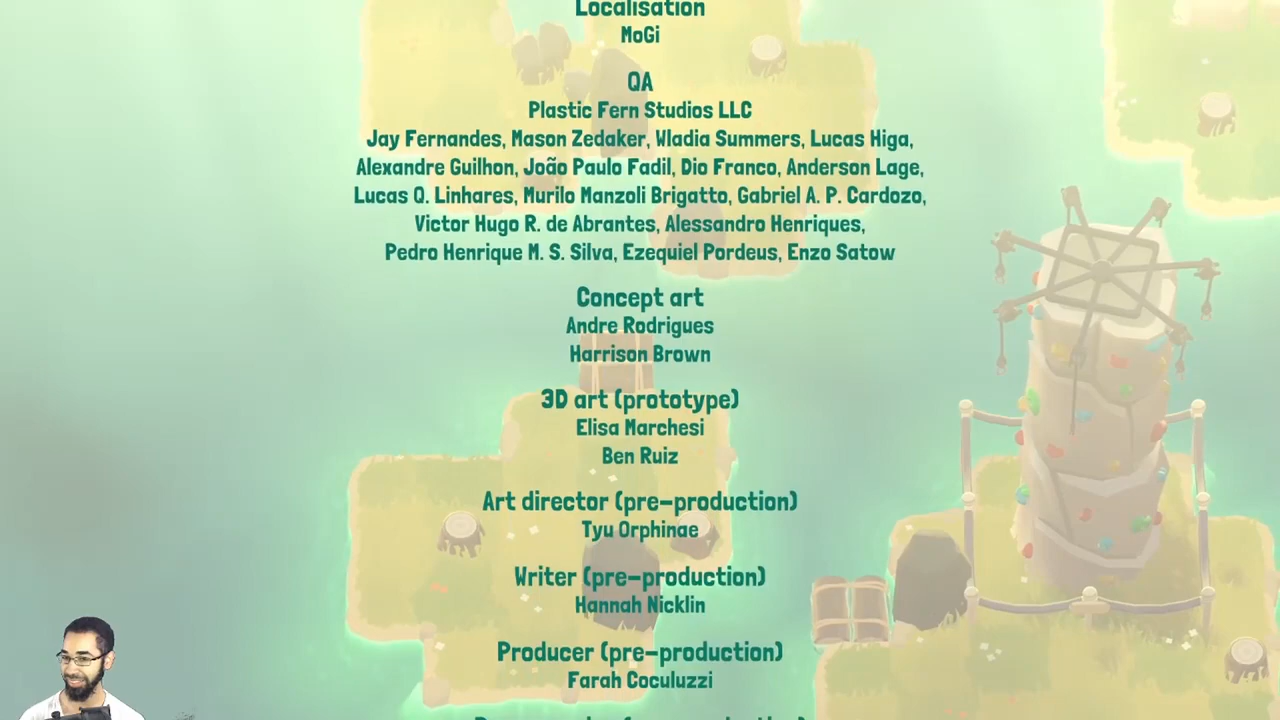 Localisation
MoGi
QA
Plastic Fern Studios LLC
Jay Fernandes, Mason Zedaker, Wladia Summers, Lucas Higa,
Alexandre Guilhon, João Paulo Fadil, Dio Franco, Anderson Lage,
Lucas Q. Linhares, Murilo Manzoli Brigatto, Gabriel A. P. Cardozo,
Victor Hugo R. de Abrantes, Alessandro Henriques,
Pedro Henrique M. S. Silva, Ezequiel Pordeus, Enzo Satow
Concept art
Andre Rodrigues
Harrison Brown
3D art (prototype)
Elisa Marchesi
Ben Ruiz
Art director (pre-production)
Tyu Orphinae
Writer (pre-production)
Hannah Nicklin
Producer (pre-production)
Farah Coculuzzi